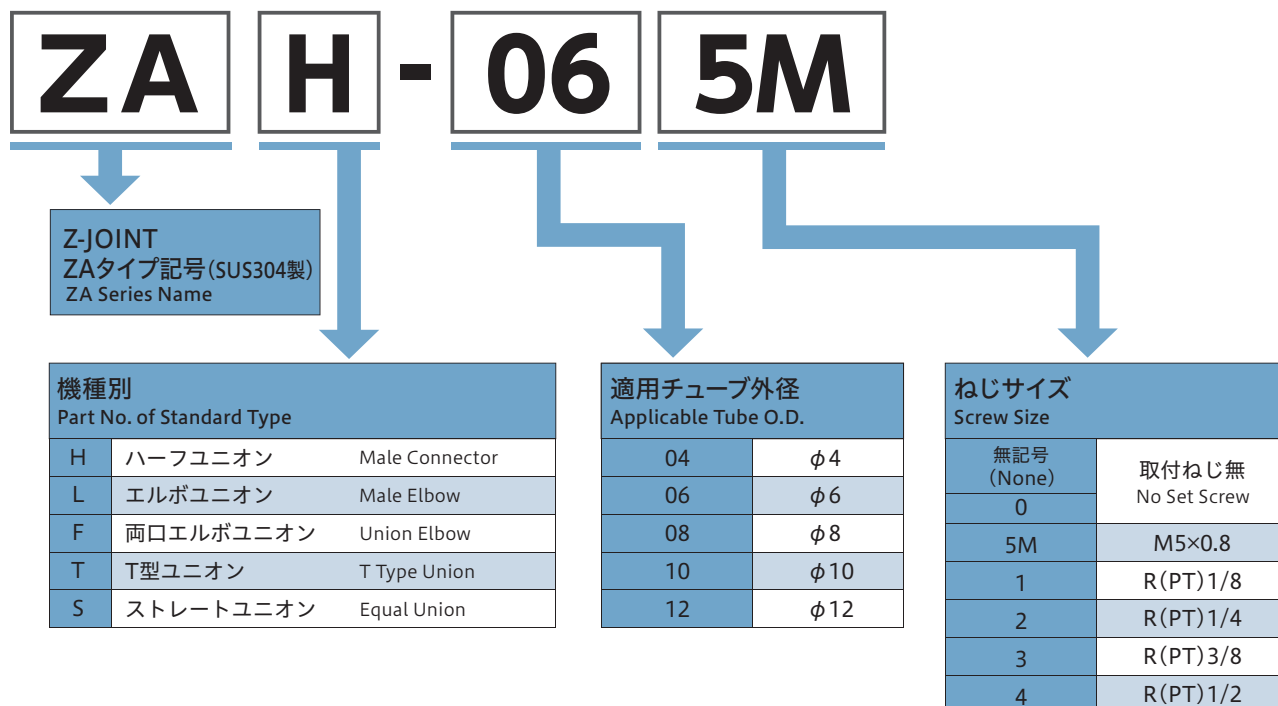 ZA H - 06 5M
Z-JOINT
ZAタイプ記号(SUS304製)
ZA Series Name
機種別
Part No. of Standard Type
H ハーフユニオン Male Connector
L エルボユニオン Male Elbow
F 両口エルボユニオン Union Elbow
T T型ユニオン T Type Union
S ストレートユニオン Equal Union
適用チューブ外径
Applicable Tube O.D.
04 φ4
06 φ6
08 φ8
10 φ10
12 φ12
ねじサイズ
Screw Size
無記号
(None)
0
取付ねじ無
No Set Screw
5M M5×0.8
1 R(PT)1/8
2 R(PT)1/4
3 R(PT)3/8
4 R(PT)1/2